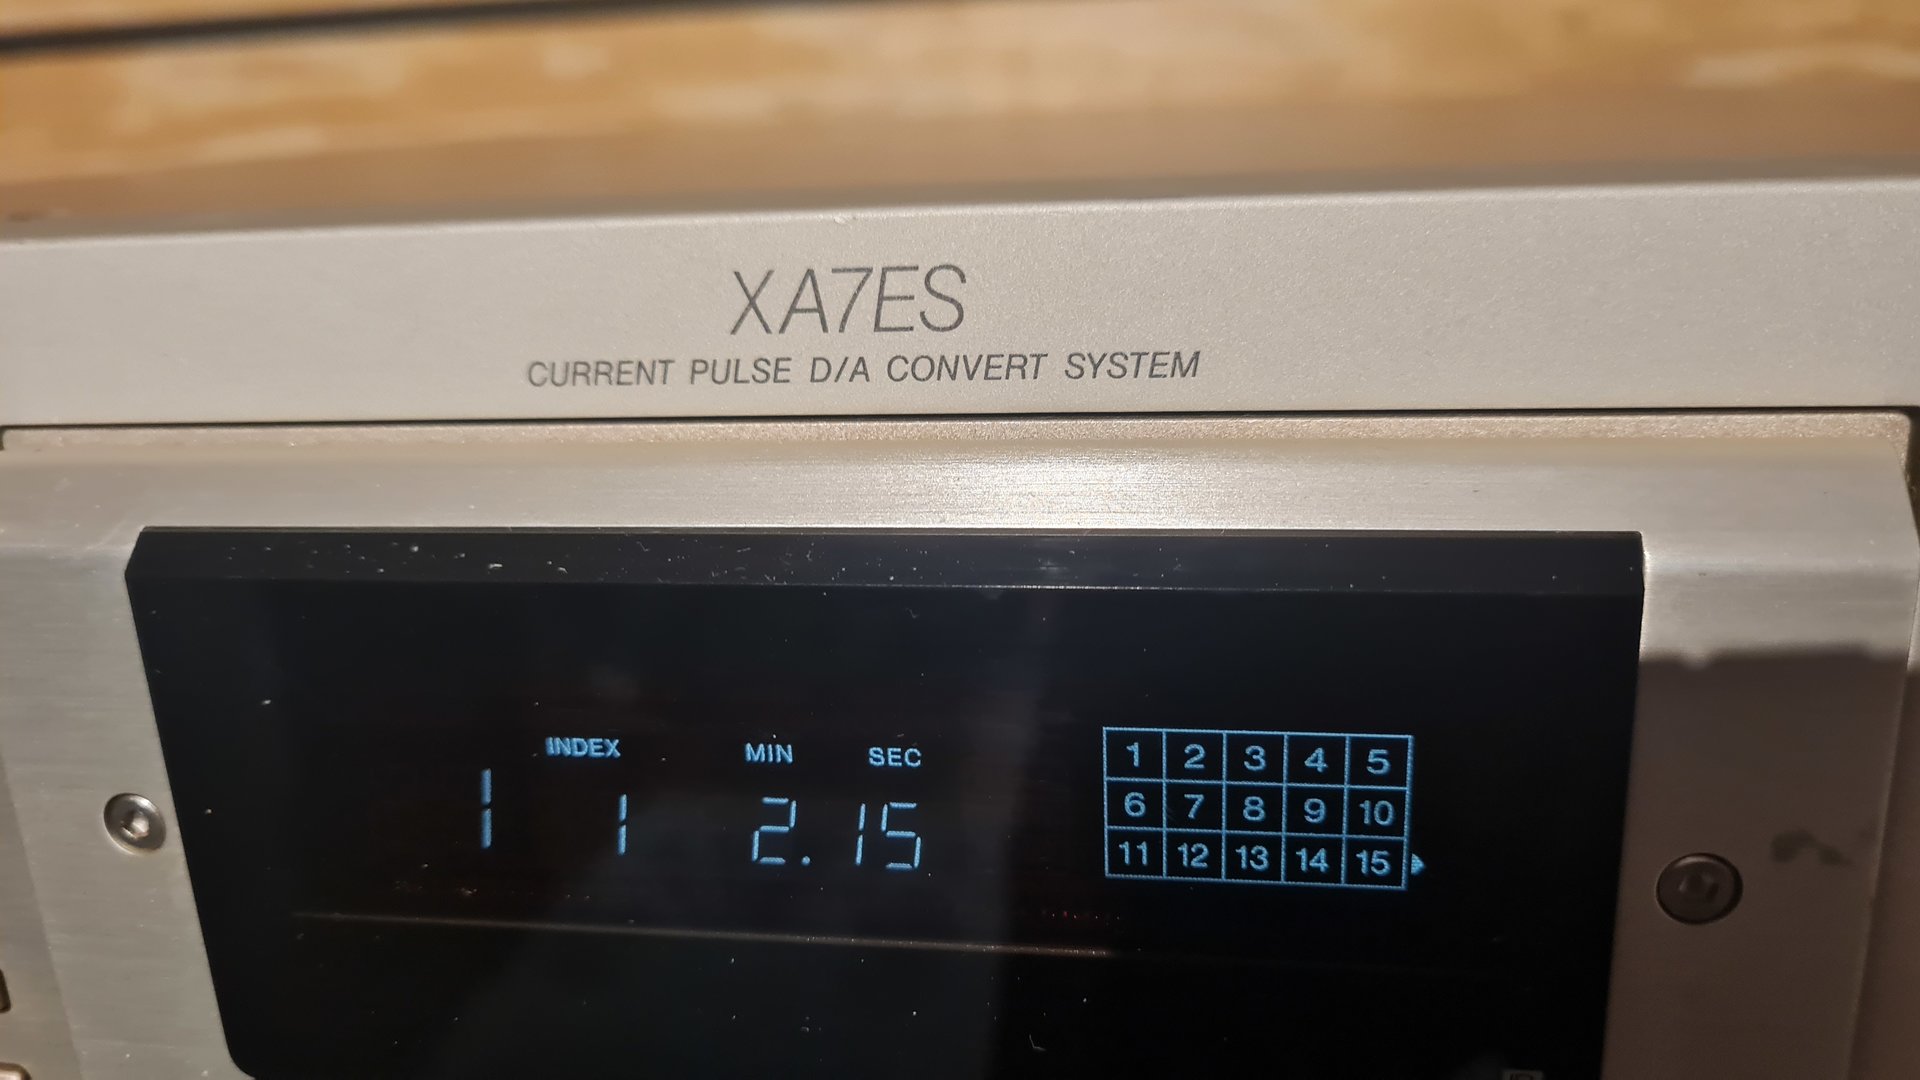 XA7ES
CURRENT PULSE D/A CONVERT SYSTEM
INDEX MIN SEC
1 1 2. 15
1 2 3 4 5
6 7 8 9 10
11 12 13 14 15